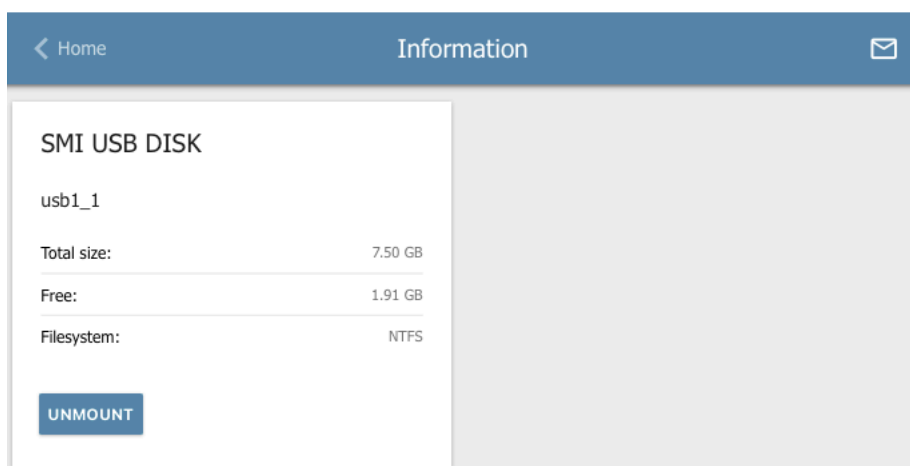 Home
Information
SMI USB DISK
usb1_1
Total size: 7.50 GB
Free: 1.91 GB
Filesystem: NTFS
UNMOUNT